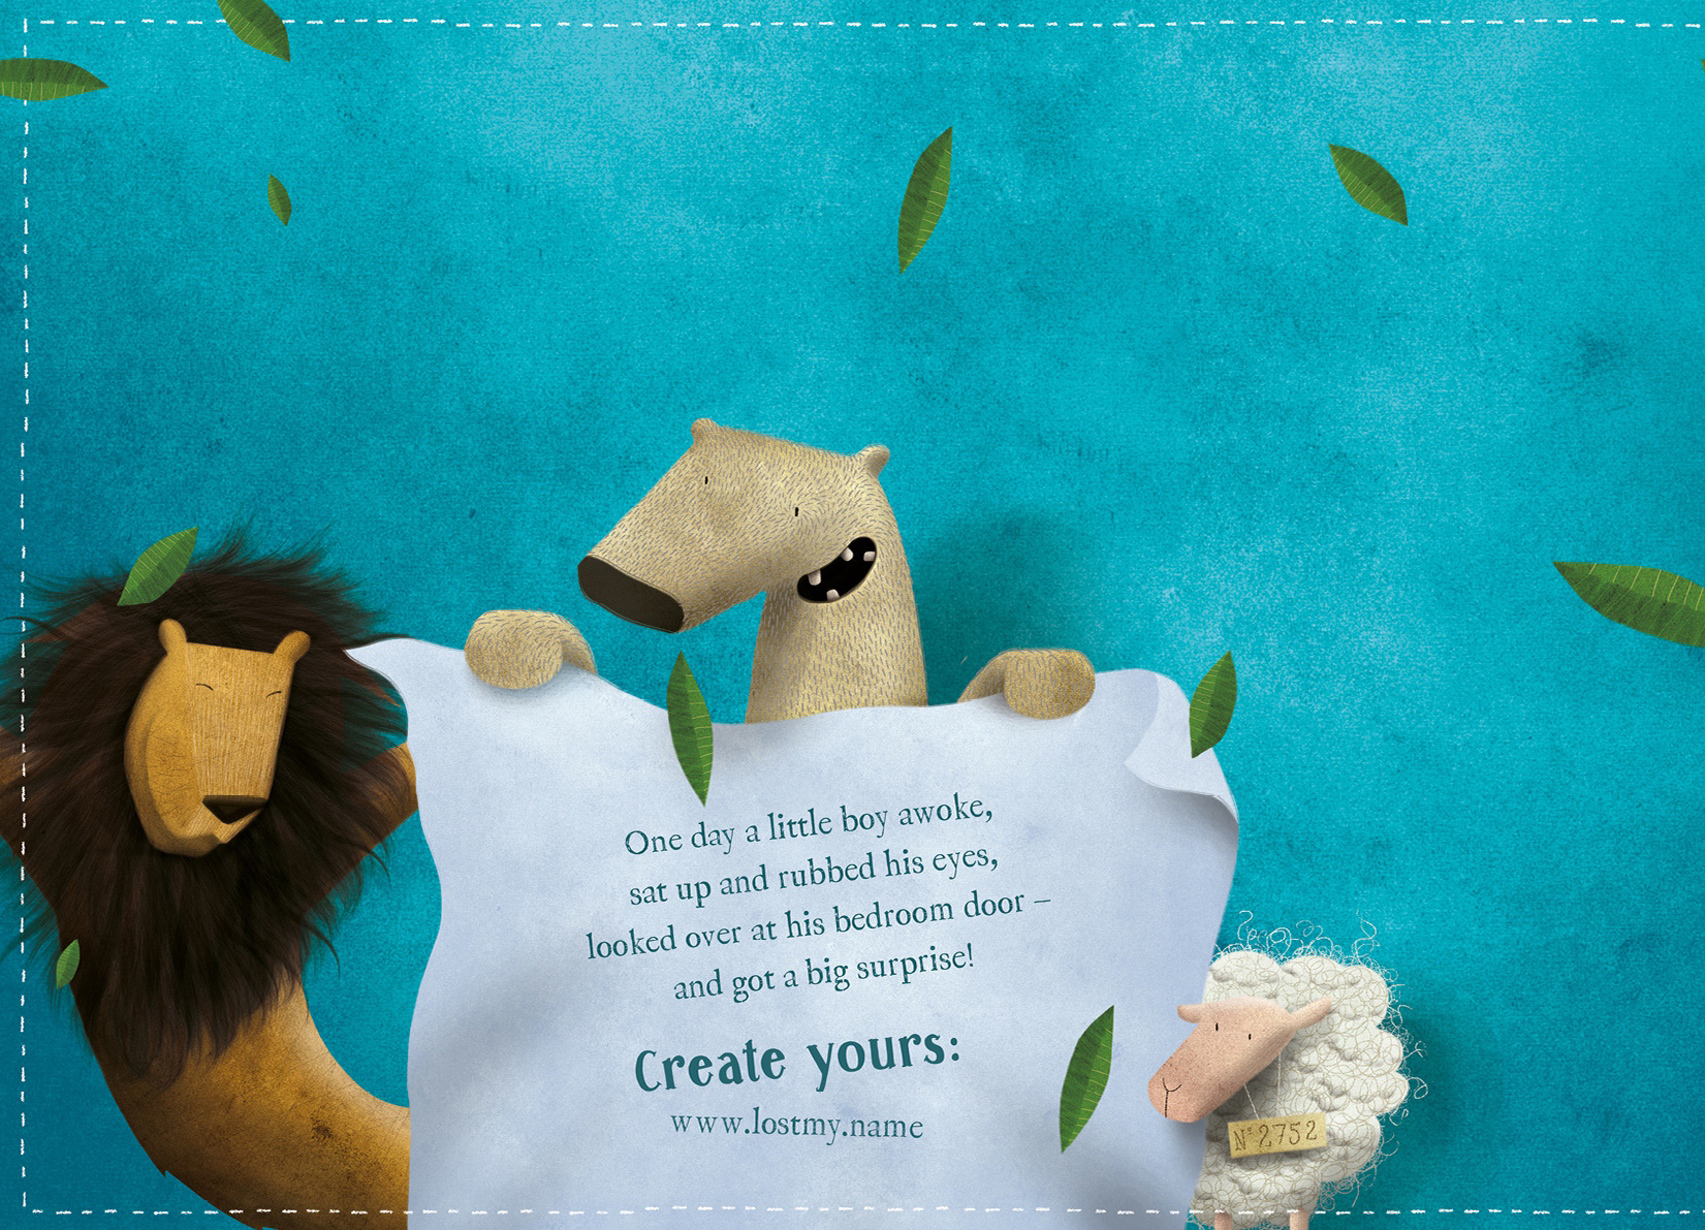 One day a little boy awoke,
sat up and rubbed his eyes,
looked over at his bedroom door –
and got a big surprise!
Create yours:
www.lostmy.name
Nº 2752